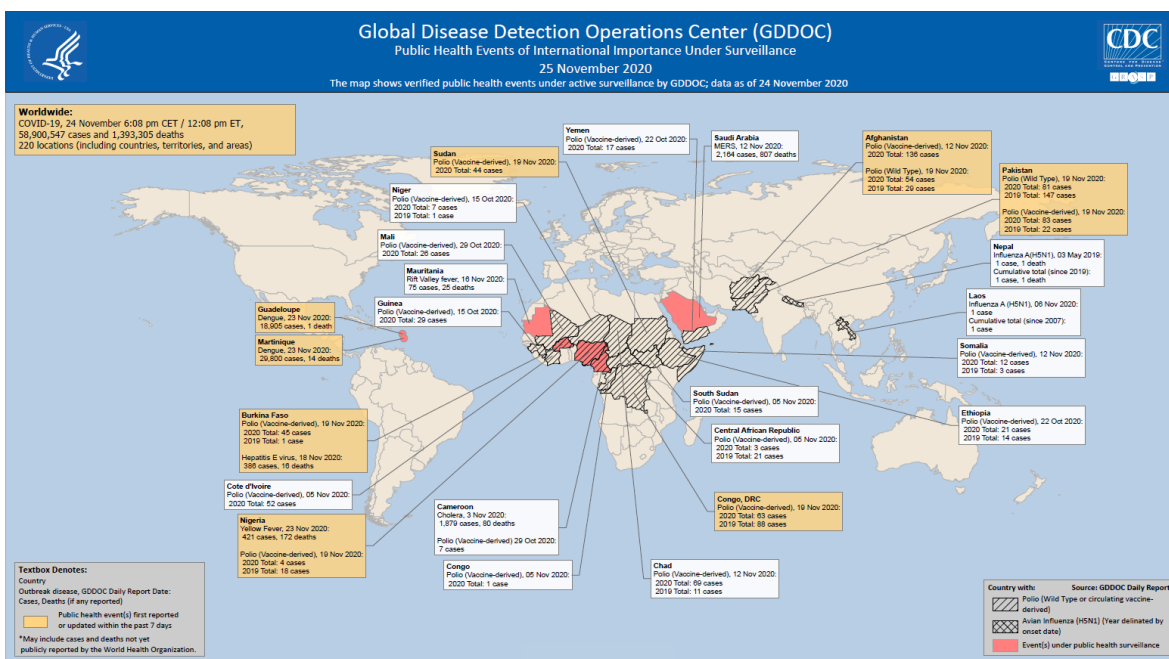 Global Disease Detection Operations Center (GDDOC)
Public Health Events of International Importance Under Surveillance
25 November 2020
The map shows verified public health events under active surveillance by GDDOC; data as of 24 November 2020
CDC
Worldwide:
COVID-19, 24 November 6:08 pm CET / 12:08 pm ET,
58,900,547 cases and 1,393,305 deaths
220 locations (including countries, territories, and areas)
Sudan
Polio (Vaccine-derived), 19 Nov 2020:
2020 Total: 44 cases
Yemen
Polio (Vaccine-derived), 22 Oct 2020:
2020 Total: 17 cases
Saudi Arabia
MERS, 12 Nov 2020:
2,164 cases, 807 deaths
Afghanistan
Polio (Vaccine-derived), 12 Nov 2020:
2020 Total: 136 cases
Polio (Wild Type), 19 Nov 2020:
2020 Total: 54 cases
2019 Total: 29 cases
Pakistan
Polio (Wild Type), 19 Nov 2020:
2020 Total: 81 cases
2019 Total: 147 cases
Polio (Vaccine-derived), 19 Nov 2020:
2020 Total: 83 cases
2019 Total: 22 cases
Niger
Polio (Vaccine-derived), 15 Oct 2020:
2020 Total: 7 cases
2019 Total: 1 case
Mali
Polio (Vaccine-derived), 29 Oct 2020:
2020 Total: 26 cases
Mauritania
Rift Valley fever, 16 Nov 2020:
75 cases, 25 deaths
Guinea
Polio (Vaccine-derived), 15 Oct 2020:
2020 Total: 29 cases
Nepal
Influenza A(H5N1), 03 May 2019:
1 case, 1 death
Cumulative total (since 2019):
1 case, 1 death
Laos
Influenza A (H5N1), 06 Nov 2020:
1 case
Cumulative total (since 2007):
1 case
Guadeloupe
Dengue, 23 Nov 2020:
18,905 cases, 1 death
Martinique
Dengue, 23 Nov 2020:
29,800 cases, 14 deaths
Somalia
Polio (Vaccine-derived), 12 Nov 2020:
2020 Total: 12 cases
2019 Total: 3 cases
South Sudan
Polio (Vaccine-derived), 05 Nov 2020:
2020 Total: 15 cases
Ethiopia
Polio (Vaccine-derived), 22 Oct 2020:
2020 Total: 21 cases
2019 Total: 14 cases
Central African Republic
Polio (Vaccine-derived), 05 Nov 2020:
2020 Total: 3 cases
2019 Total: 21 cases
Burkina Faso
Polio (Vaccine-derived), 19 Nov 2020:
2020 Total: 45 cases
2019 Total: 1 case
Hepatitis E virus, 18 Nov 2020:
386 cases, 16 deaths
Cote d'Ivoire
Polio (Vaccine-derived), 05 Nov 2020:
2020 Total: 52 cases
Nigeria
Yellow Fever, 23 Nov 2020:
421 cases, 172 deaths
Polio (Vaccine-derived), 19 Nov 2020:
2020 Total: 4 cases
2019 Total: 18 cases
Cameroon
Cholera, 3 Nov 2020:
1,879 cases, 80 deaths
Polio (Vaccine-derived) 29 Oct 2020:
7 cases
Congo
Polio (Vaccine-derived), 05 Nov 2020:
2020 Total: 1 case
Congo, DRC
Polio (Vaccine-derived), 19 Nov 2020:
2020 Total: 63 cases
2019 Total: 88 cases
Chad
Polio (Vaccine-derived), 12 Nov 2020:
2020 Total: 69 cases
2019 Total: 11 cases
Textbox Denotes:
Country
Outbreak disease, GDDOC Daily Report Date:
Cases, Deaths (if any reported)
Public health event(s) first reported
or updated within the past 7 days
*May include cases and deaths not yet
publicly reported by the World Health Organization.
Country with: Source: GDDOC Daily Report
Polio (Wild Type or circulating vaccine-
derived)
Avian Influenza (H5N1) (Year delinated by
onset date)
Event(s) under public health surveillance